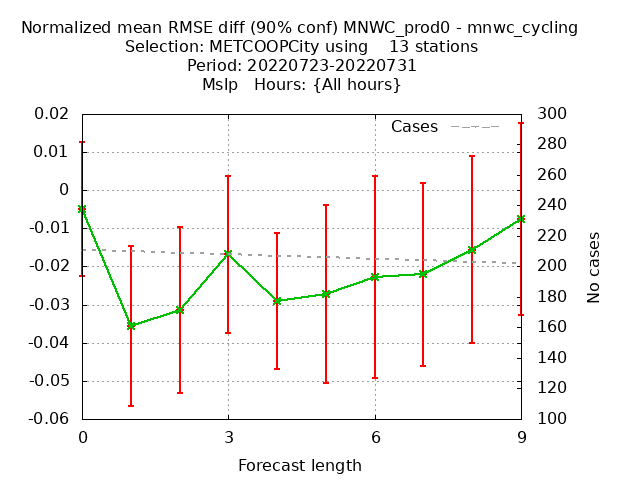 Normalized mean RMSE diff (90% conf) MNWC_prod0 - mnwc_cycling
Selection: METCOOPCity using 13 stations
Period: 20220723-20220731
Mslp Hours: {All hours}
0.02
0.01
0
-0.01
-0.02
-0.03
-0.04
-0.05
-0.06
Cases
300
280
260
240
220
200
180
160
140
120
100
No cases
0 3 6 9
Forecast length